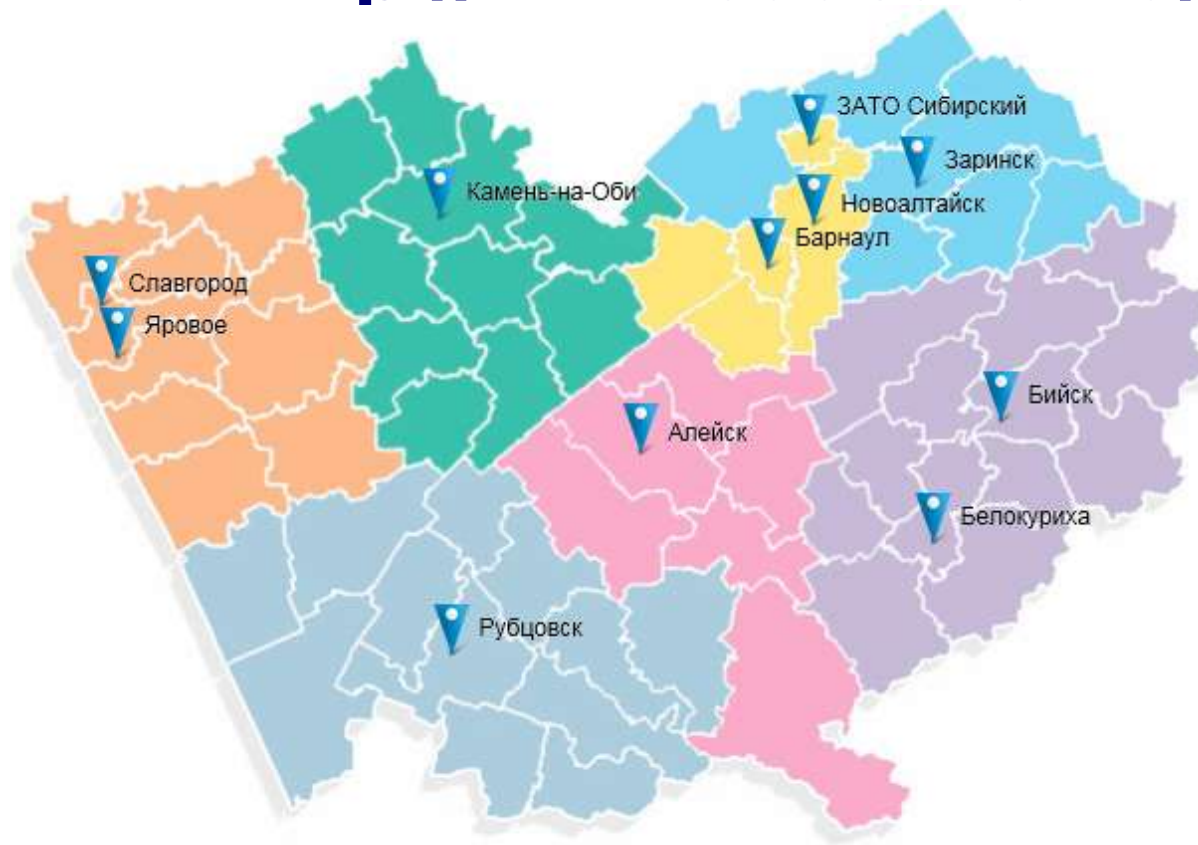 ЗАТО Сибирский
Заринск
Камень-на-Оби
Новоалтайск
Барнаул
Славгород
Яровое
Бийск
Алейск
Белокуриха
Рубцовск